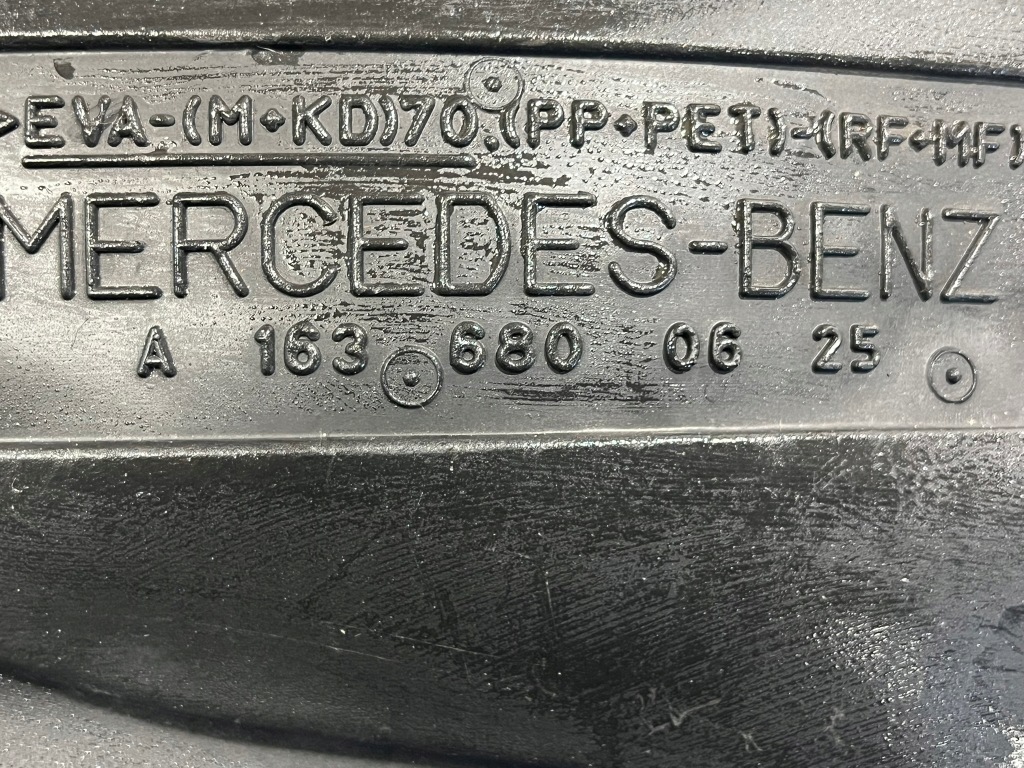 >EVA-(M+KD)70.(PP+PET)-(RF+MF)
MERCEDES-BENZ
A 163 680 06 25